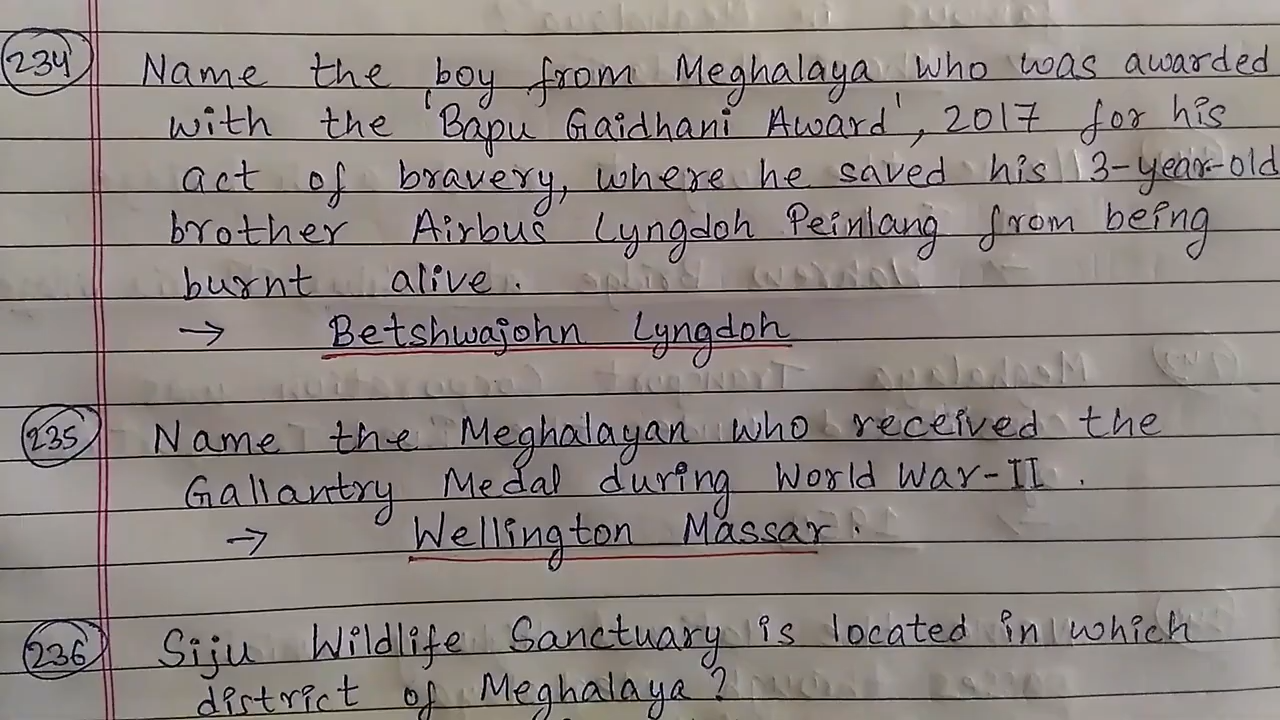 234 Name the boy from Meghalaya who was awarded
with the 'Bapu Gaidhani Award', 2017 for his
act of bravery, where he saved his 3-year-old
brother Airbus Lyngdoh Peinlang from being
burnt alive.
→ Betshwajohn Lyngdoh
235 Name the Meghalayan who received the
Gallantry Medal during World War-II.
→ Wellington Massar.
236 Siju Wildlife Sanctuary is located in which
district of Meghalaya?